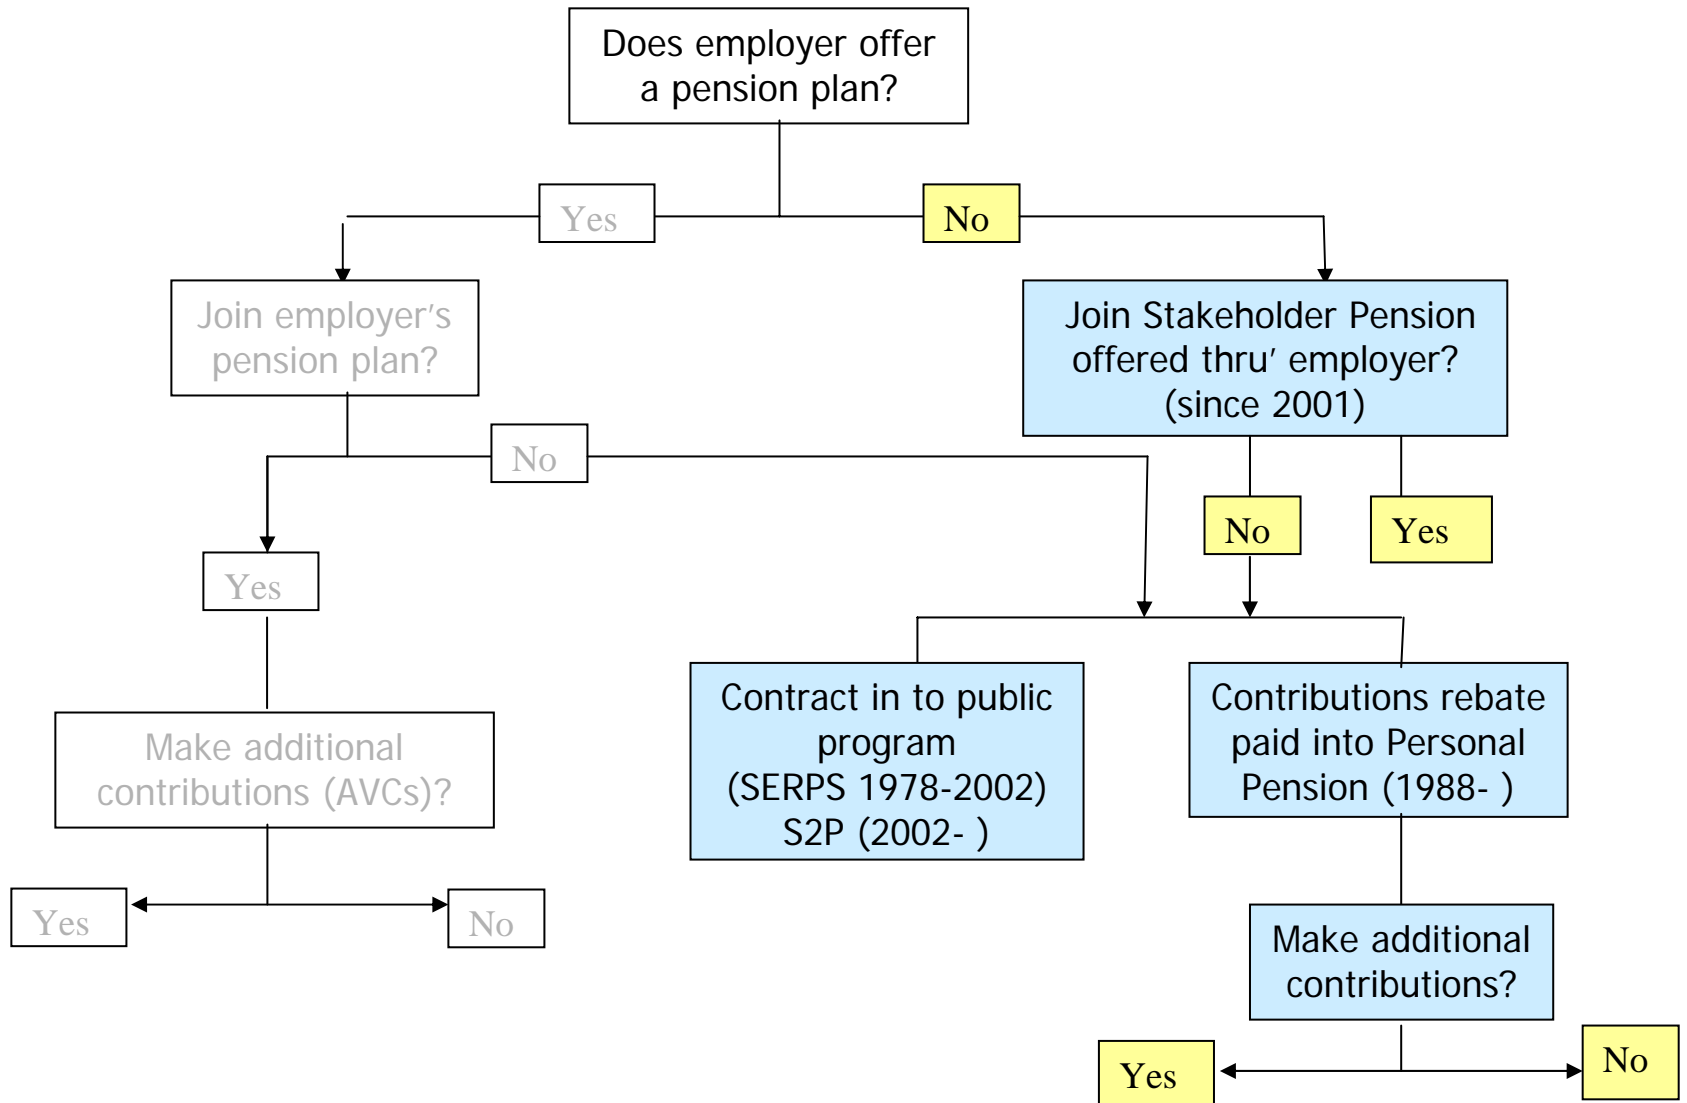 Does employer offer
a pension plan?
Yes
No
Join employer's
pension plan?
Join Stakeholder Pension
offered thru' employer?
(since 2001)
No
No
Yes
Yes
Contract in to public
program
(SERPS 1978-2002)
S2P (2002- )
Contributions rebate
paid into Personal
Pension (1988- )
Make additional
contributions (AVCs)?
Yes
No
Make additional
contributions?
Yes
No